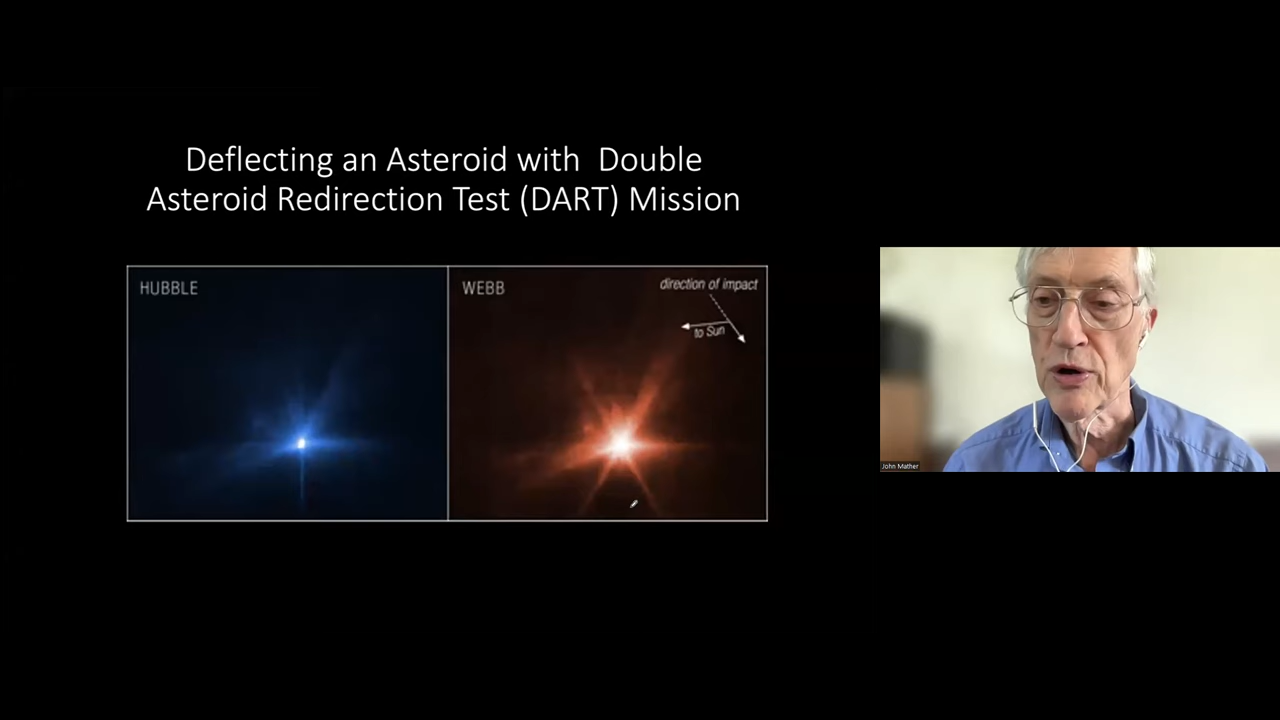 Deflecting an Asteroid with  Double
Asteroid Redirection Test (DART) Mission
HUBBLE
WEBB
direction of impact
to Sun
John Mather